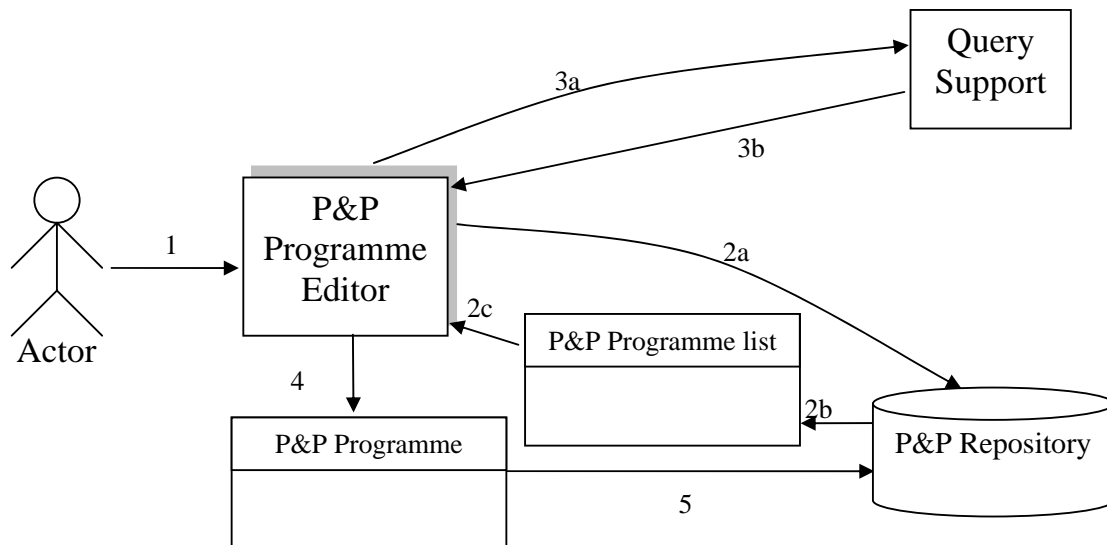 Query
Support
3a
3b
P&P
Programme
Editor
1
2a
2c
Actor
P&P Programme list
4
2b
P&P Programme
P&P Repository
5